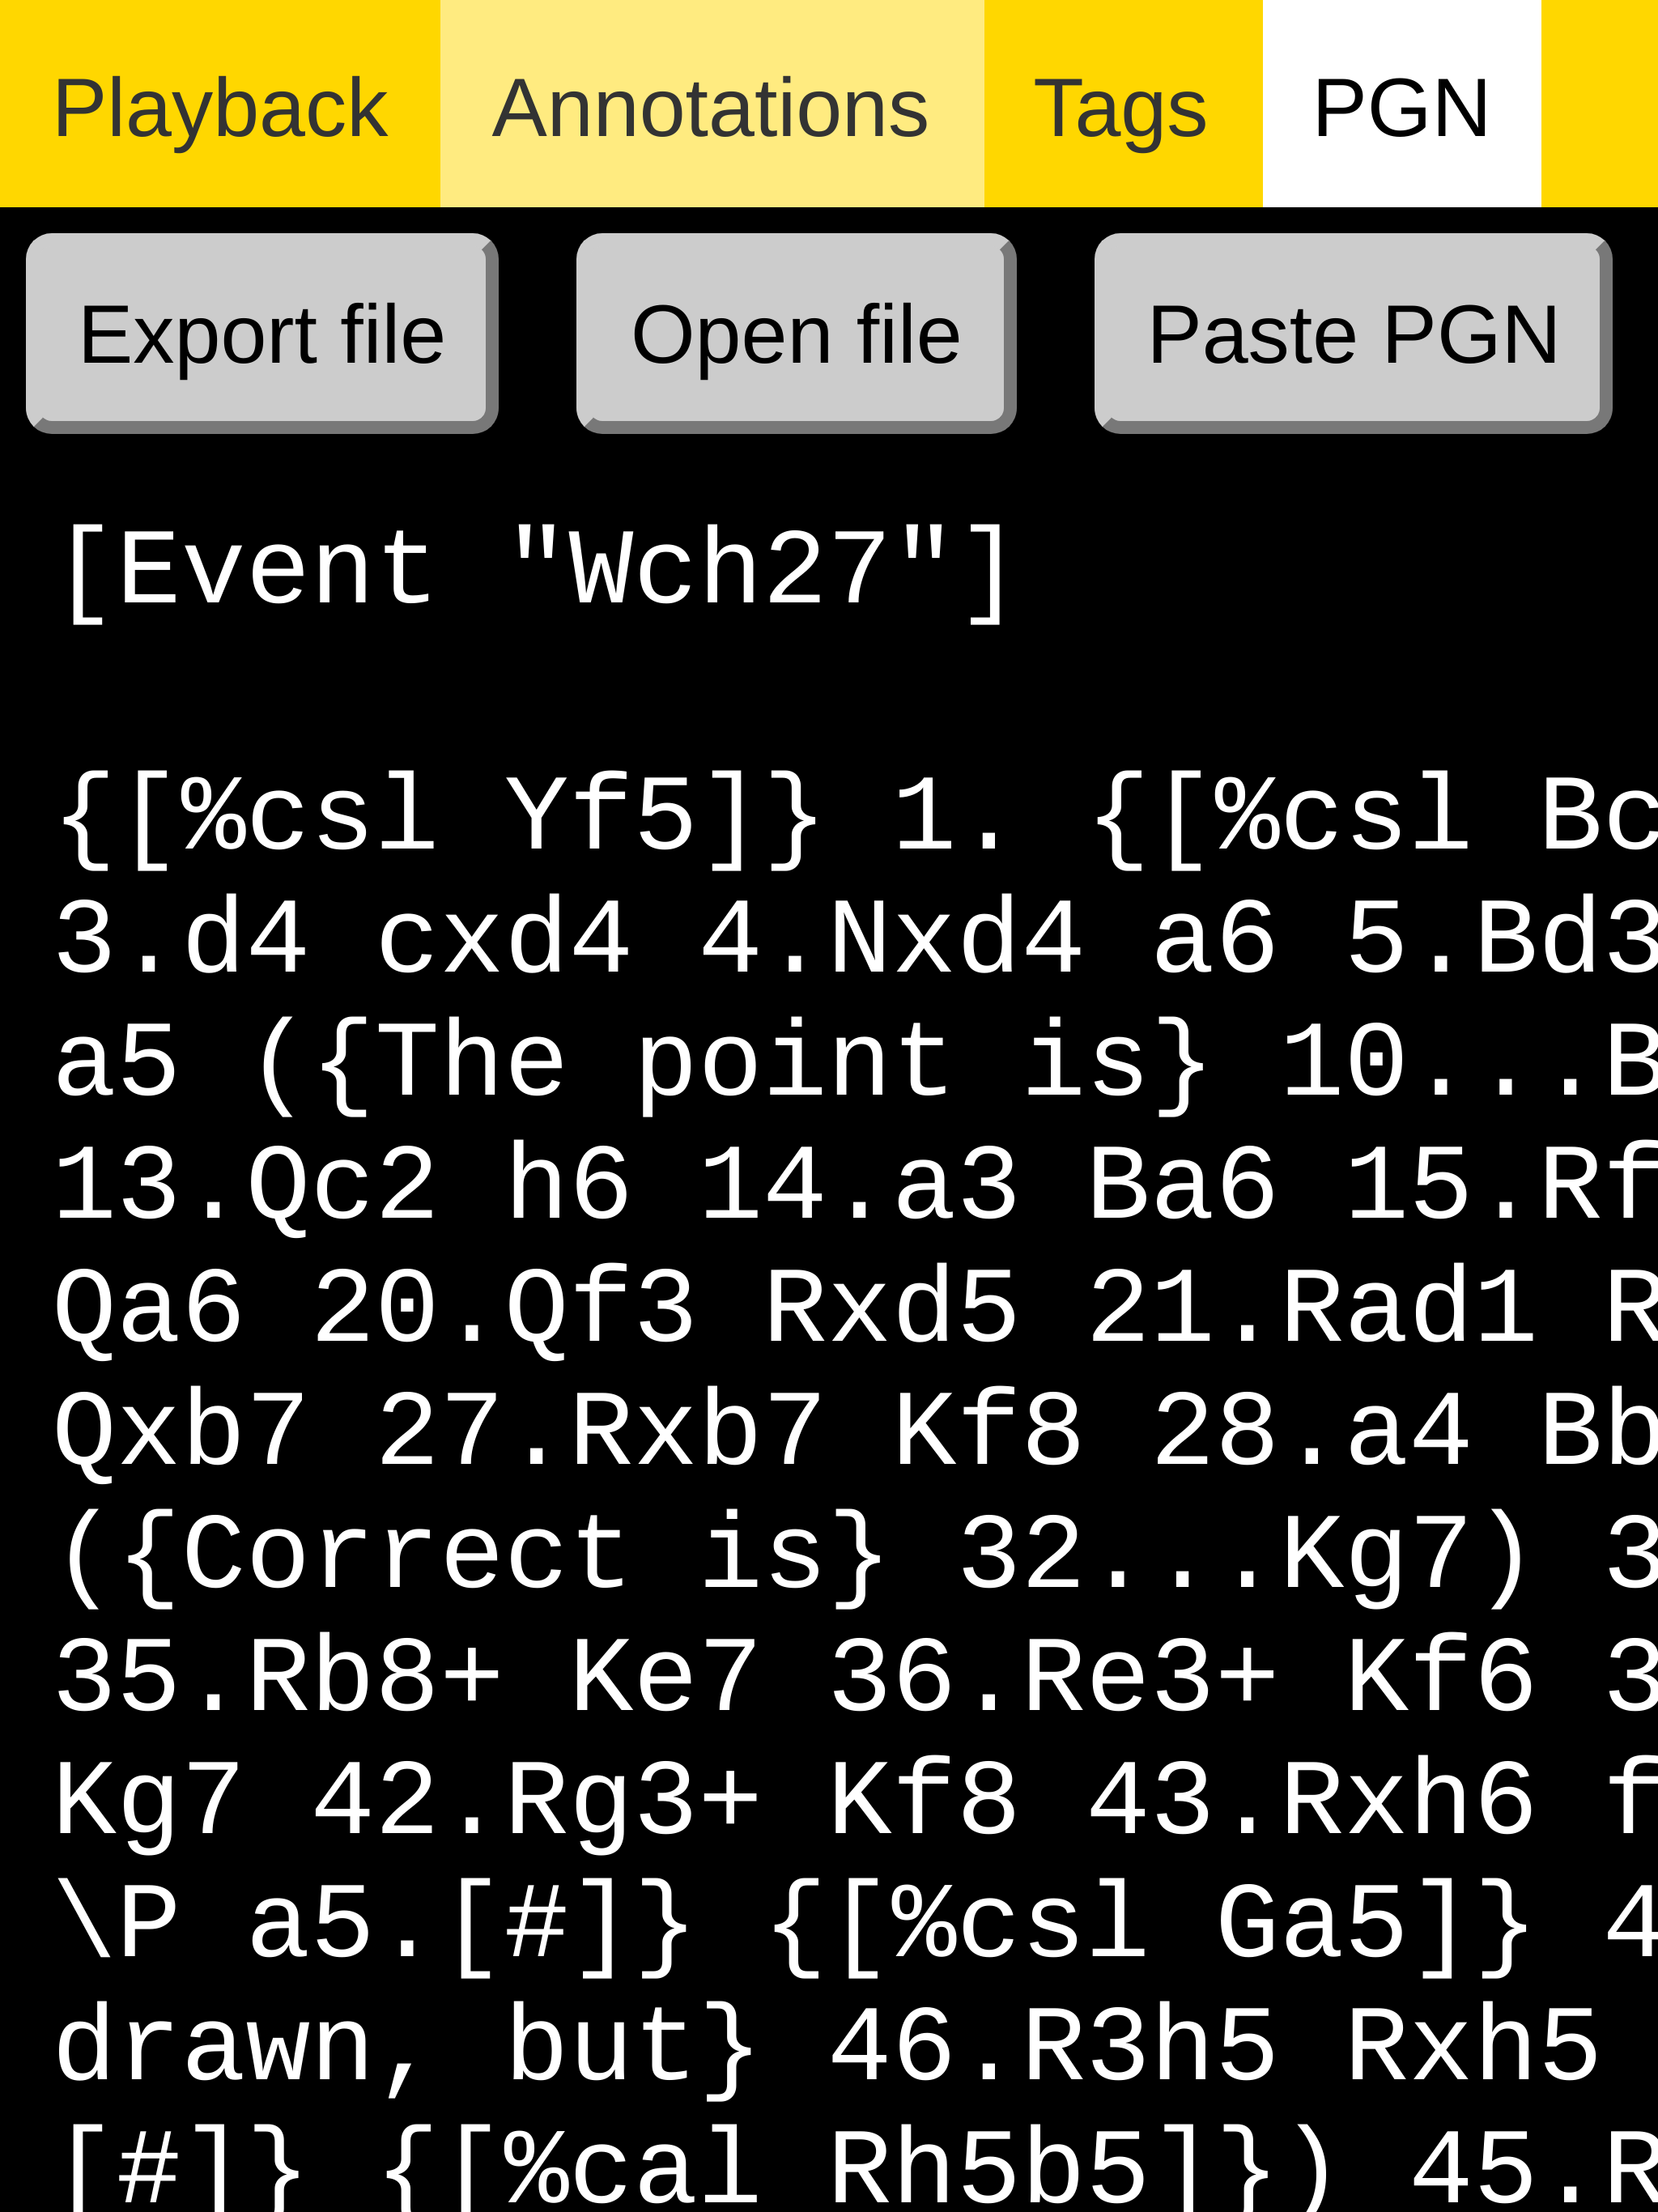 Playback Annotations Tags PGN
Export file Open file Paste PGN
[Event "Wch27"]
{[%csl Yf5]} 1. {[%csl Bc
3.d4 cxd4 4.Nxd4 a6 5.Bd3
a5 ({The point is} 10...B
13.Qc2 h6 14.a3 Ba6 15.Rf
Qa6 20.Qf3 Rxd5 21.Rad1 R
Qxb7 27.Rxb7 Kf8 28.a4 Bb
({Correct is} 32...Kg7) 3
35.Rb8+ Ke7 36.Re3+ Kf6 3
Kg7 42.Rg3+ Kf8 43.Rxh6 f
\P a5.[#]} {[%csl Ga5]} 4
drawn, but} 46.R3h5 Rxh5
[#]} {[%cal Rh5b5]}) 45.R